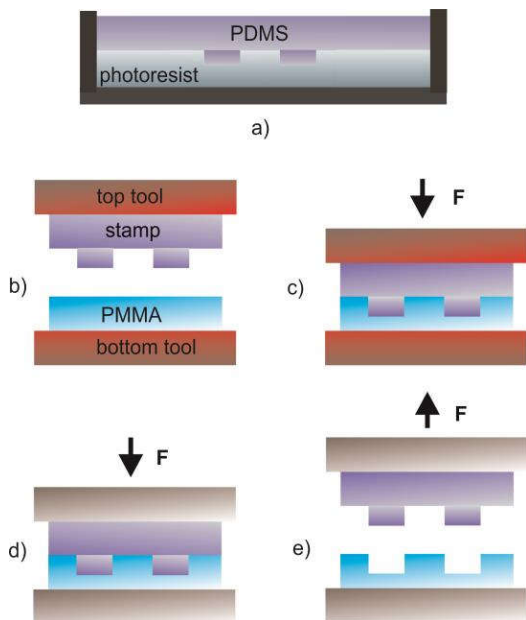 PDMS
photoresist
a)
top tool
stamp
b)
PMMA
bottom tool
F
c)
F
d)
F
e)